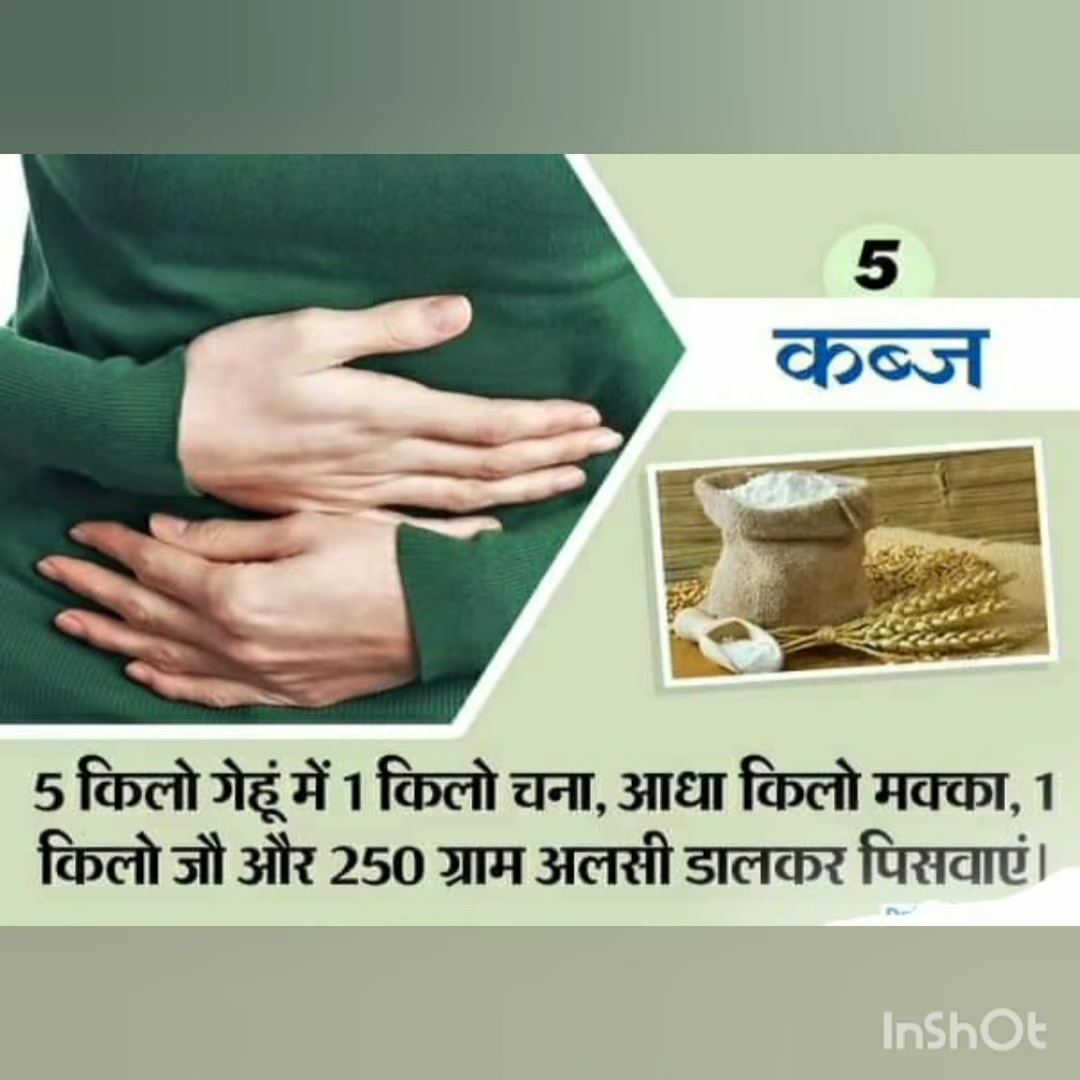 5
कब्ज
5 किलो गेहूं में 1 किलो चना, आधा किलो मक्का, 1
किलो जौ और 250 ग्राम अलसी डालकर पिसवाएं।
InShOt